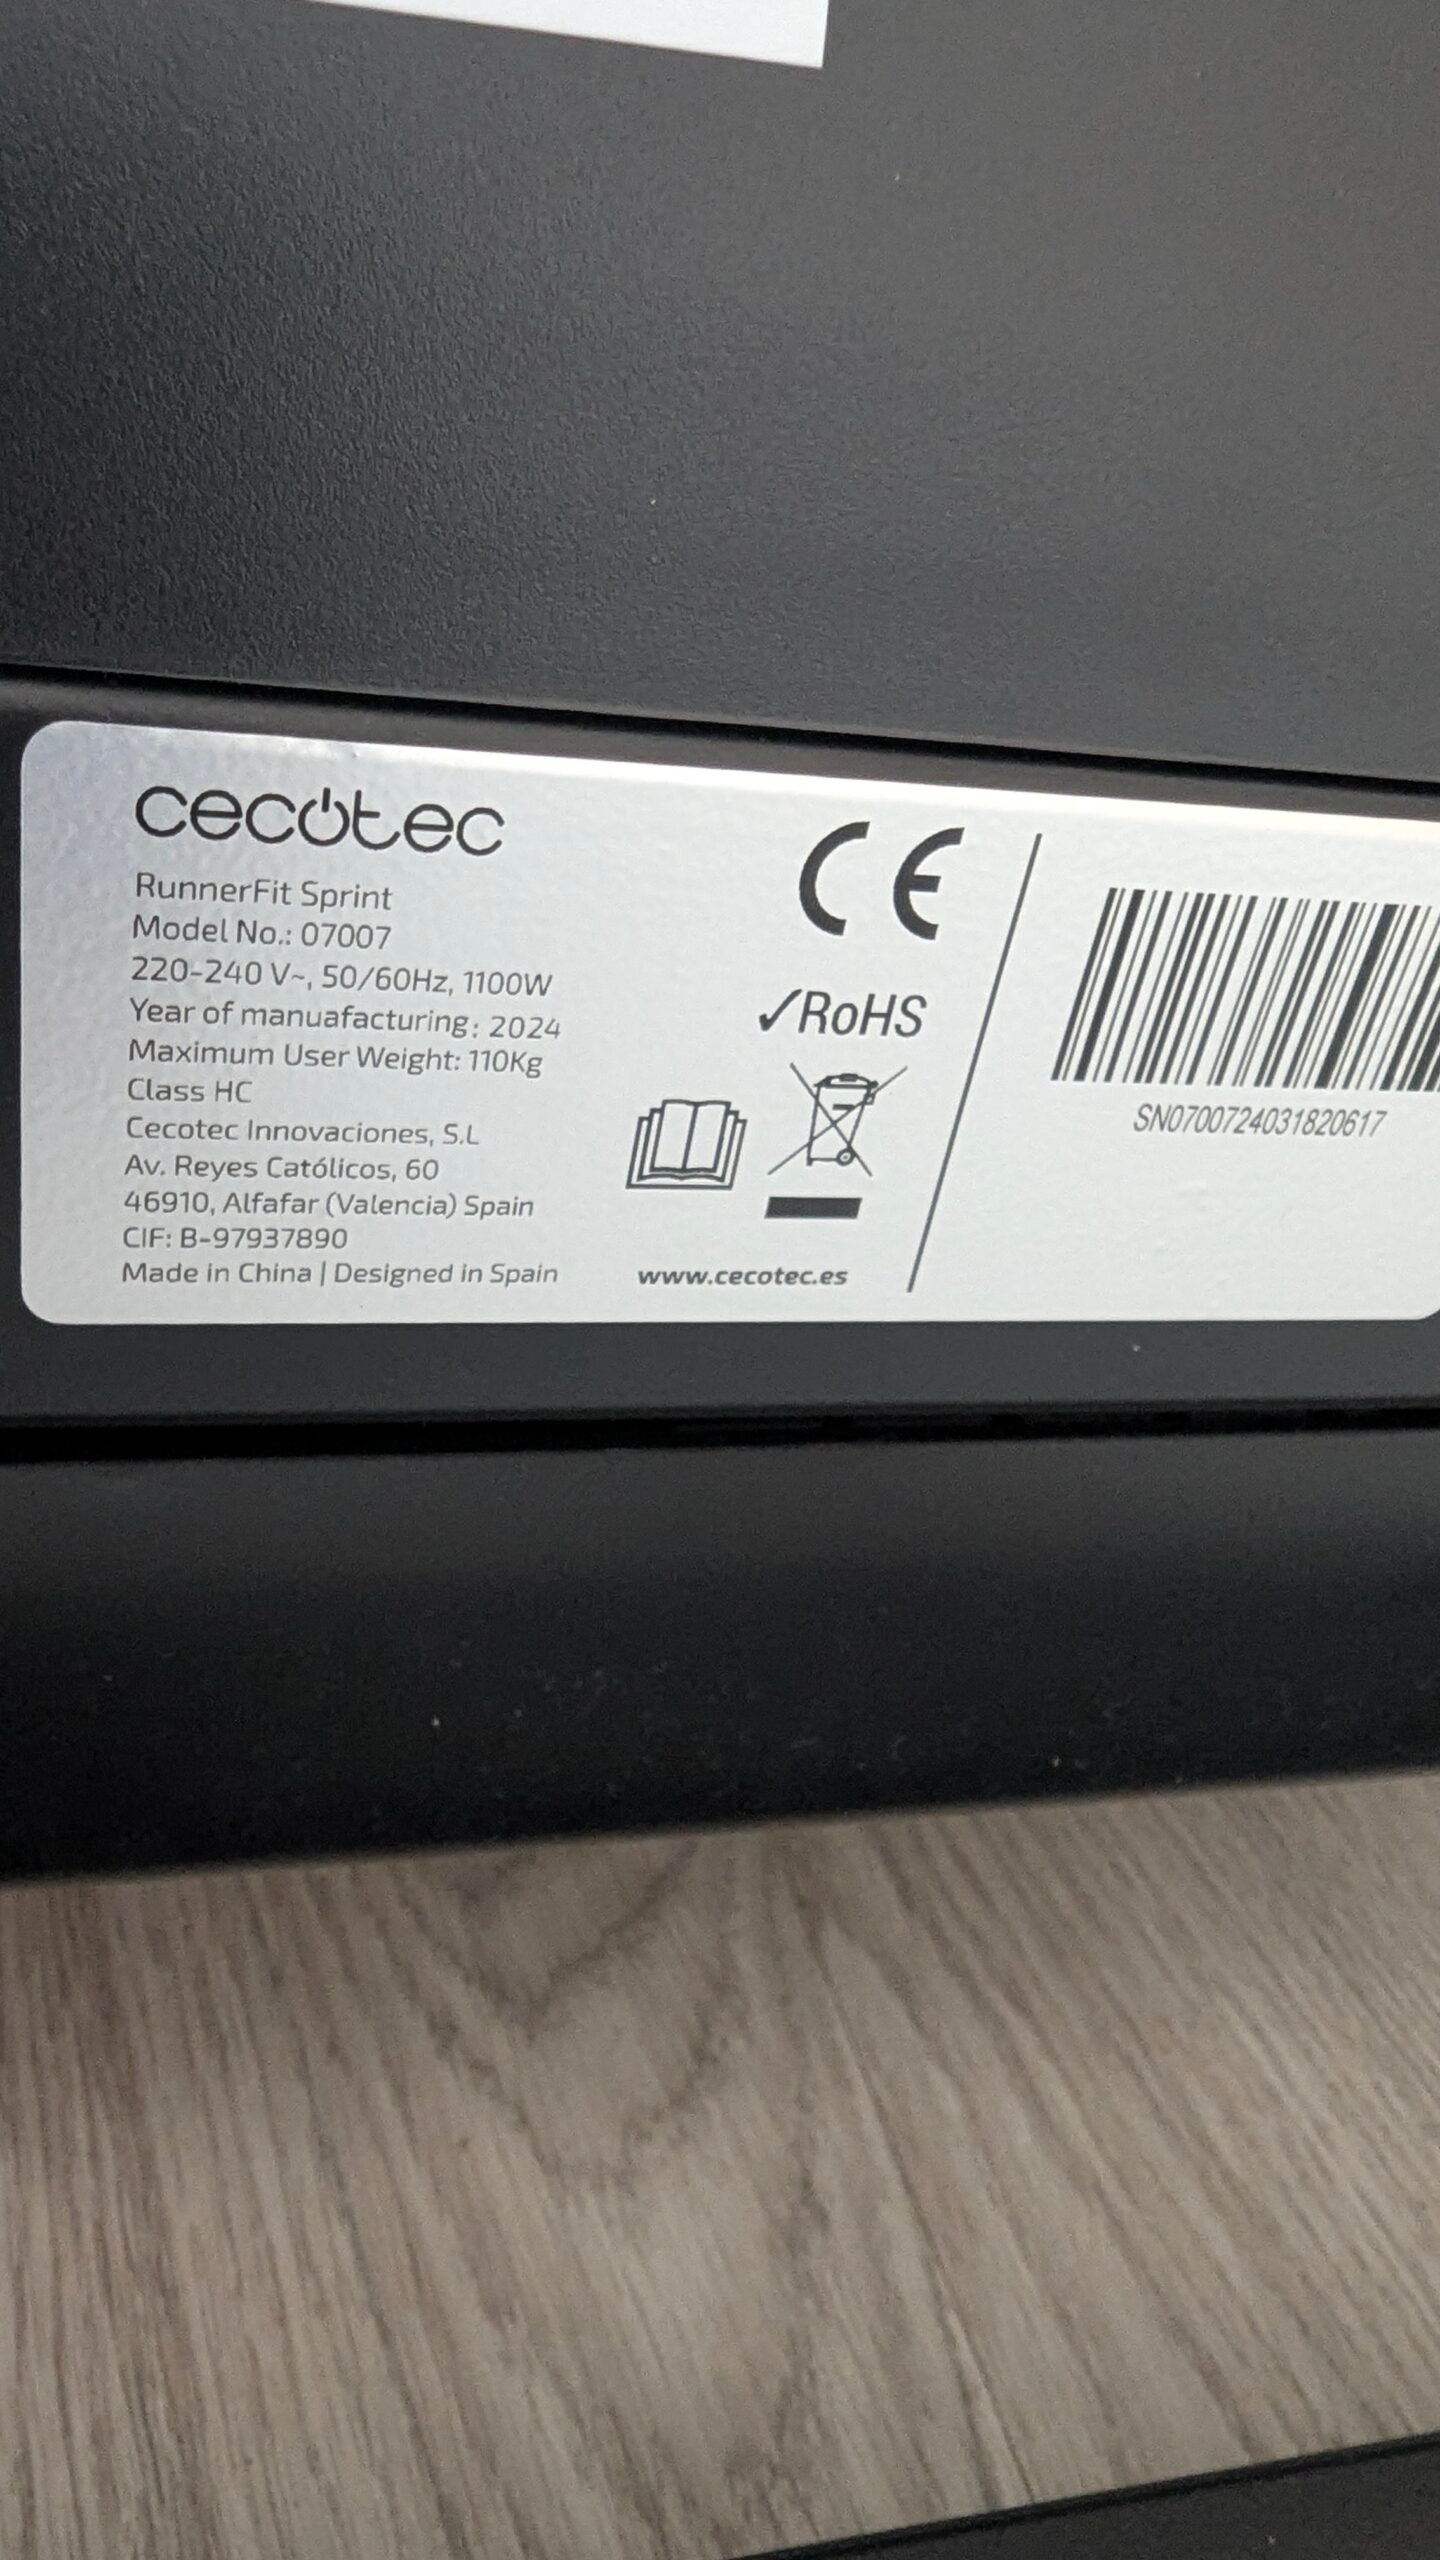 cecotec
RunnerFit Sprint
Model No.: 07007
220-240 V~, 50/60Hz, 1100W
Year of manuafacturing: 2024
Maximum User Weight: 110Kg
Class HC
Cecotec Innovaciones, S.L
Av. Reyes Católicos, 60
46910, Alfafar (Valencia) Spain
CIF: B-97937890
Made in China | Designed in Spain
CE
✓RoHS
www.cecotec.es
SN0700724031820617